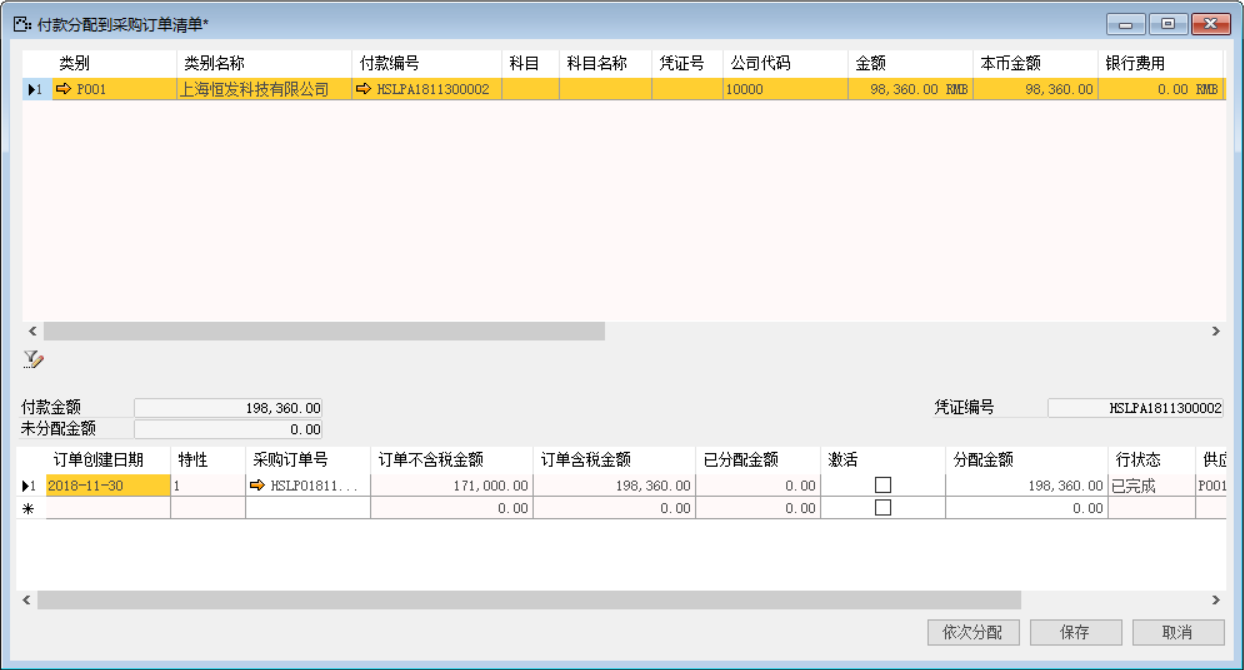 付款分配到采购订单清单*
类别 类别名称 付款编号 科目 科目名称 凭证号 公司代码 金额 本币金额 银行费用
1 P001 上海恒发科技有限公司 HSLPA1811300002 10000 98,360.00 RMB 98,360.00 0.00 RMB
付款金额 198,360.00 凭证编号 HSLPA1811300002
未分配金额 0.00
订单创建日期 特性 采购订单号 订单不含税金额 订单含税金额 已分配金额 激活 分配金额 行状态 供应
1 2018-11-30 1 HSLPO1811... 171,000.00 198,360.00 0.00 198,360.00 已完成 P001
* 0.00 0.00 0.00 0.00
依次分配 保存 取消